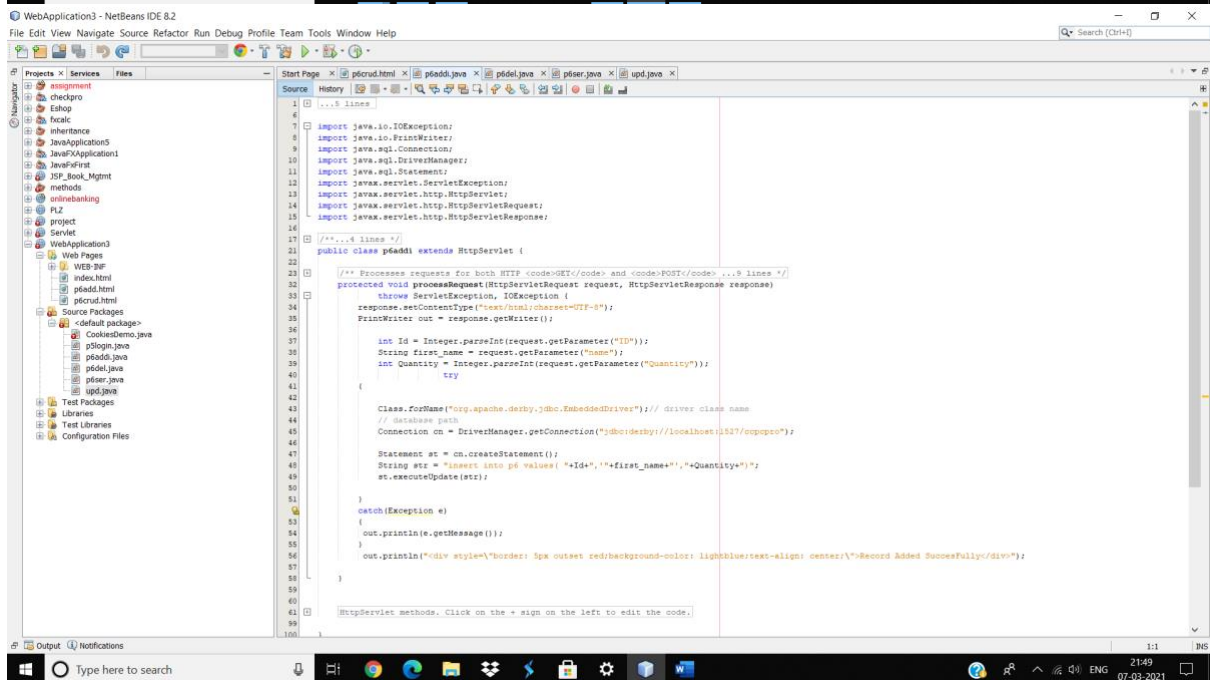 WebApplication3 - NetBeans IDE 8.2
File Edit View Navigate Source Refactor Run Debug Profile Team Tools Window Help
Search (Ctrl+I)
Projects Services Files
Navigator
assignment
checkpro
Eshop
fxcalc
inheritance
JavaApplication5
JavaFXApplication1
JavaFxFirst
JSP_Book_Mgtmt
methods
onlinebanking
PLZ
project
Servlet
WebApplication3
Web Pages
WEB-INF
index.html
p6add.html
p6crud.html
Source Packages
<default package>
CookiesDemo.java
p5login.java
p6addi.java
p6del.java
p6ser.java
upd.java
Test Packages
Libraries
Test Libraries
Configuration Files
Start Page p6crud.html p6addi.java p6del.java p6ser.java upd.java
Source History
1 ...5 lines
6
7 import java.io.IOException;
8 import java.io.PrintWriter;
9 import java.sql.Connection;
10 import java.sql.DriverManager;
11 import java.sql.Statement;
12 import javax.servlet.ServletException;
13 import javax.servlet.http.HttpServlet;
14 import javax.servlet.http.HttpServletRequest;
15 import javax.servlet.http.HttpServletResponse;
16
17 /**...4 lines */
21 public class p6addi extends HttpServlet {
22
23 /** Processes requests for both HTTP <code>GET</code> and <code>POST</code> ...9 lines */
32 protected void processRequest(HttpServletRequest request, HttpServletResponse response)
33 throws ServletException, IOException {
34 response.setContentType("text/html;charset=UTF-8");
35 PrintWriter out = response.getWriter();
36
37 int Id = Integer.parseInt(request.getParameter("ID"));
38 String first_name = request.getParameter("name");
39 int Quantity = Integer.parseInt(request.getParameter("Quantity"));
40 try
41 {
42
43 Class.forName("org.apache.derby.jdbc.EmbeddedDriver");// driver class name
44 // database path
45 Connection cn = DriverManager.getConnection("jdbc:derby://localhost:1527/ccpcpro");
46
47 Statement st = cn.createStatement();
48 String str = "insert into p6 values( "+Id+",'"+first_name+"',"+Quantity+")";
49 st.executeUpdate(str);
50
51 }
catch(Exception e)
53 {
54 out.println(e.getMessage());
55 }
56 out.println("<div style=\"border: 5px outset red;background-color: lightblue;text-align: center;\">Record Added SuccesFully</div>");
57
58 }
59
60
61 HttpServlet methods. Click on the + sign on the left to edit the code.
99
100 }
Output Notifications
1:1 INS
Type here to search
ENG
21:49
07-03-2021